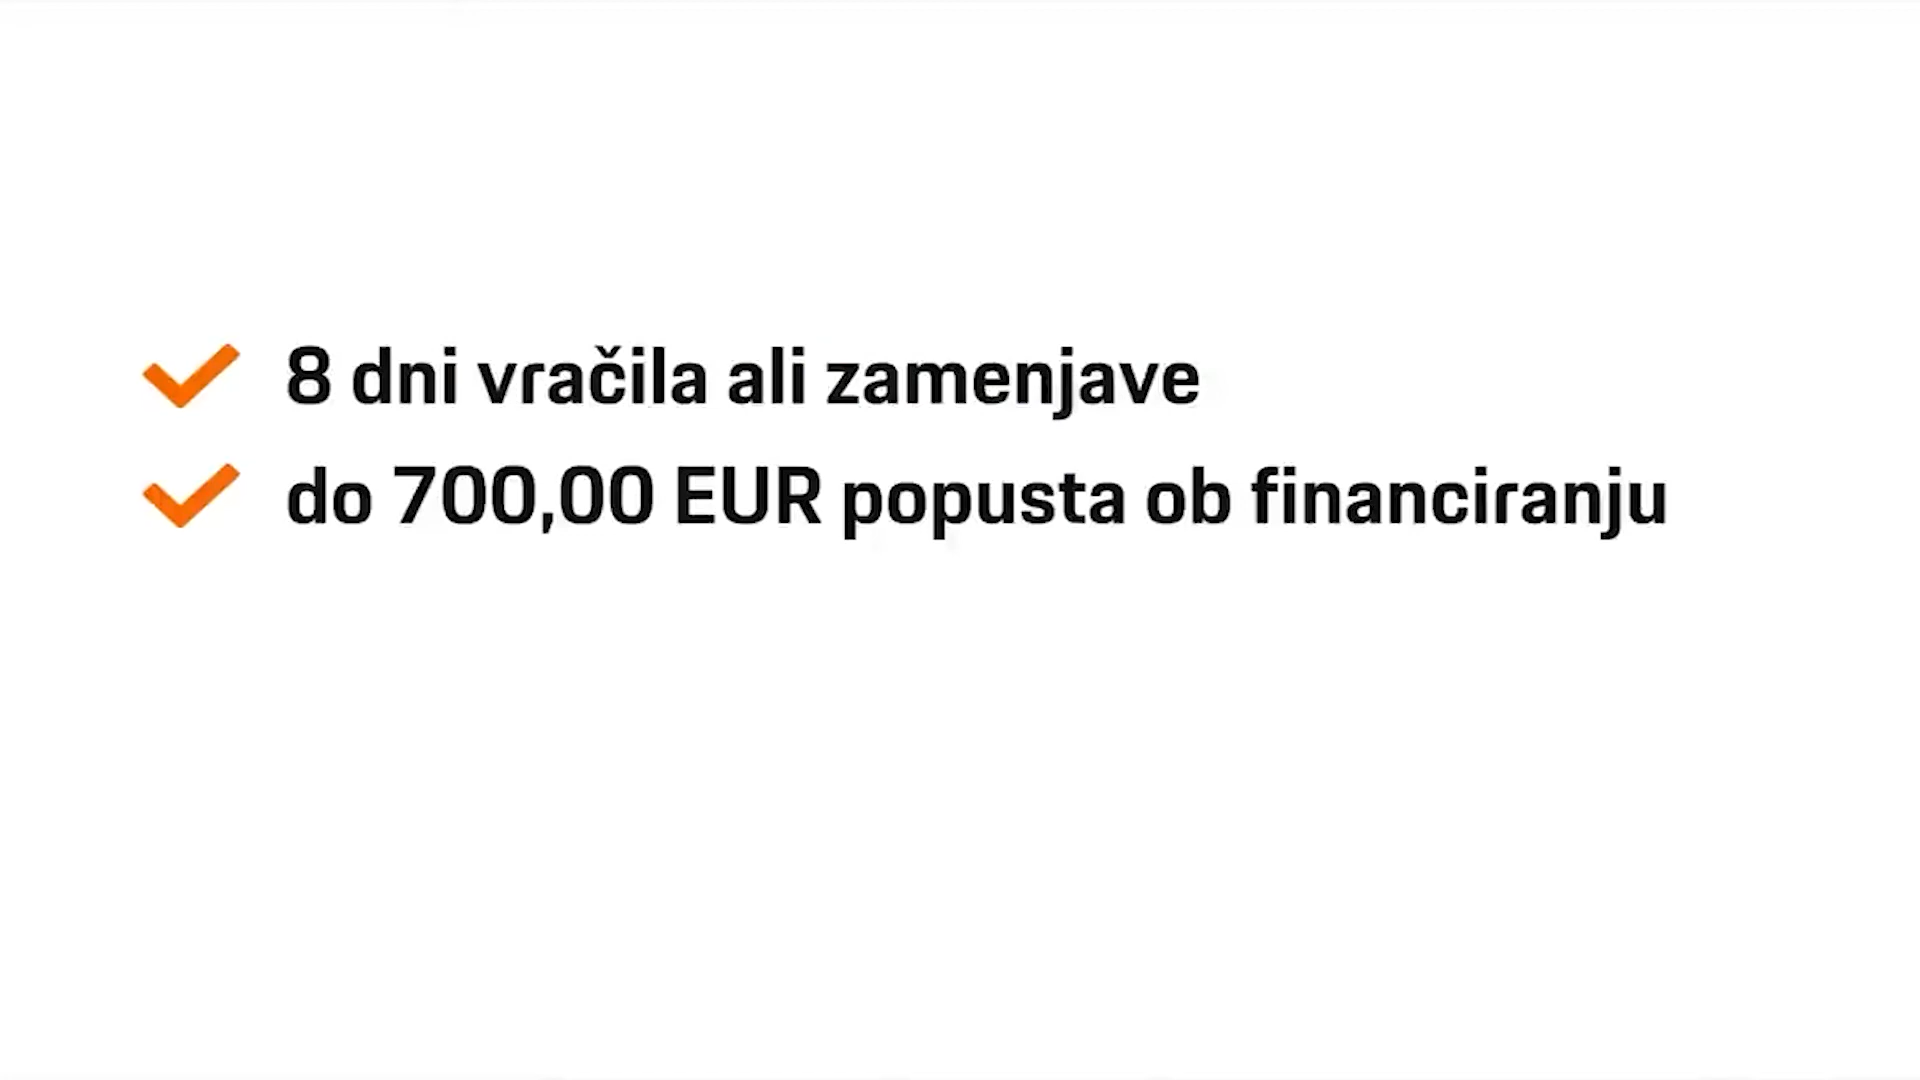 8 dni vračila ali zamenjave
do 700,00 EUR popusta ob financiranju